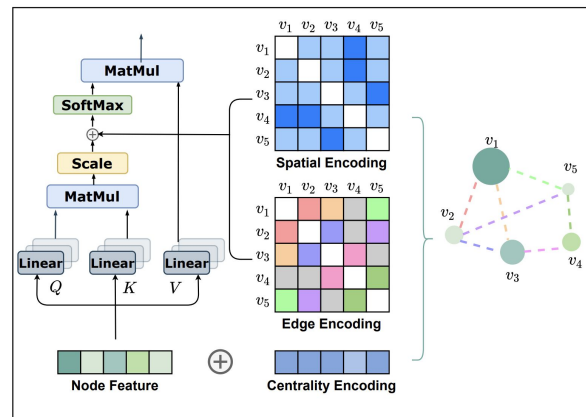 MatMul
SoftMax
Scale
MatMul
Linear Linear Linear
Q K V
v1 v2 v3 v4 v5
v1
v2
v3
v4
v5
Spatial Encoding
v1 v2 v3 v4 v5
v1
v2
v3
v4
v5
Edge Encoding
v1
v5
v2
v3
v4
Node Feature
Centrality Encoding